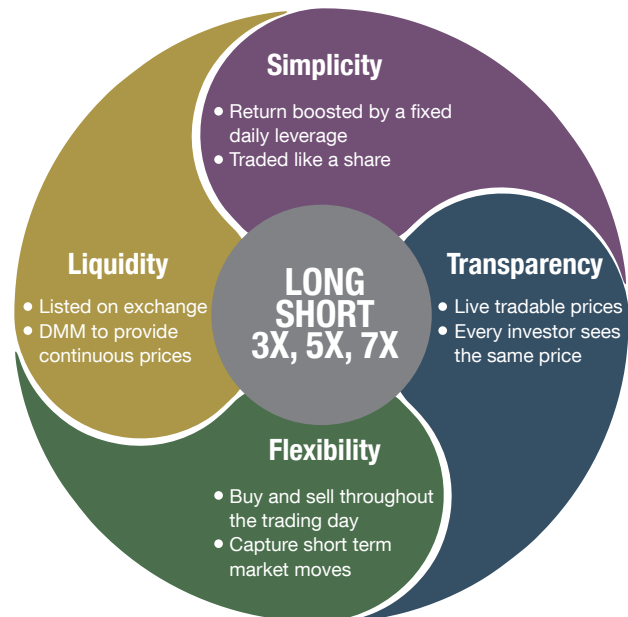 Simplicity
• Return boosted by a fixed
daily leverage
• Traded like a share
Liquidity
• Listed on exchange
• DMM to provide
continuous prices
LONG
SHORT
3X, 5X, 7X
Transparency
• Live tradable prices
• Every investor sees
the same price
Flexibility
• Buy and sell throughout
the trading day
• Capture short term
market moves